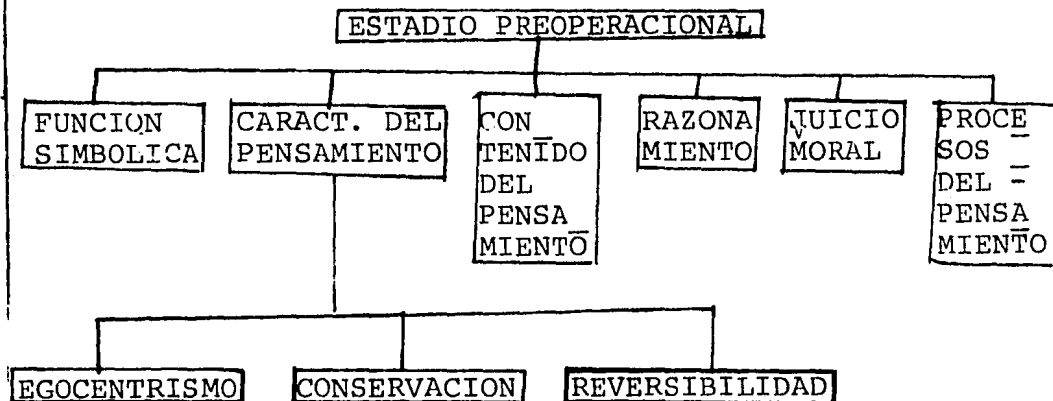 ESTADIO PREOPERACIONAL
FUNCION
SIMBOLICA
CARACT. DEL
PENSAMIENTO
CON
TENIDO
DEL
PENSA
MIENTO
RAZONA
MIENTO
JUICIO
MORAL
PROCE
SOS
DEL -
PENSA
MIENTO
EGOCENTRISMO
CONSERVACION
REVERSIBILIDAD